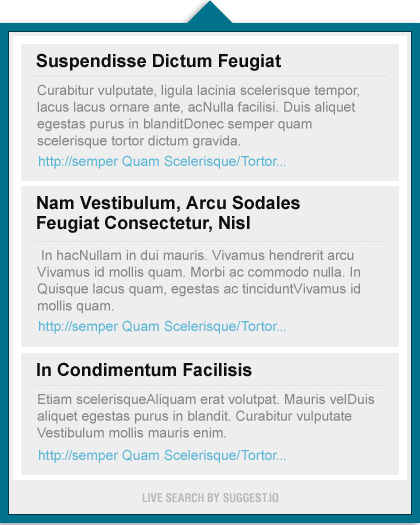 Suspendisse Dictum Feugiat
Curabitur vulputate, ligula lacinia scelerisque tempor,
lacus lacus ornare ante, acNulla facilisi. Duis aliquet
egestas purus in blanditDonec semper quam
scelerisque tortor dictum gravida.
http://semper Quam Scelerisque/Tortor...
Nam Vestibulum, Arcu Sodales
Feugiat Consectetur, Nisl
In hacNullam in dui mauris. Vivamus hendrerit arcu
Vivamus id mollis quam. Morbi ac commodo nulla. In
Quisque lacus quam, egestas ac tinciduntVivamus id
mollis quam.
http://semper Quam Scelerisque/Tortor...
In Condimentum Facilisis
Etiam scelerisqueAliquam erat volutpat. Mauris velDuis
aliquet egestas purus in blandit. Curabitur vulputate
Vestibulum mollis mauris enim.
http://semper Quam Scelerisque/Tortor...
LIVE SEARCH BY SUGGEST.IO